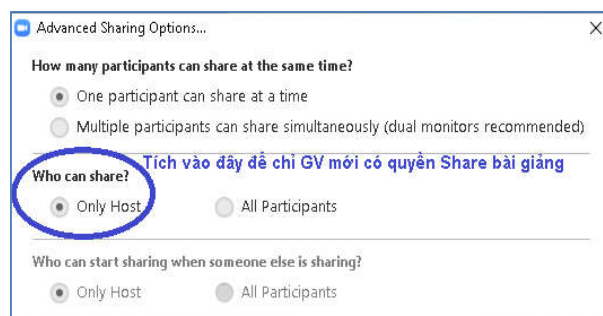 Advanced Sharing Options...
How many participants can share at the same time?
One participant can share at a time
Multiple participants can share simultaneously (dual monitors recommended)
Tích vào đây để chỉ GV mới có quyền Share bài giảng
Who can share?
Only Host All Participants
Who can start sharing when someone else is sharing?
Only Host All Participants